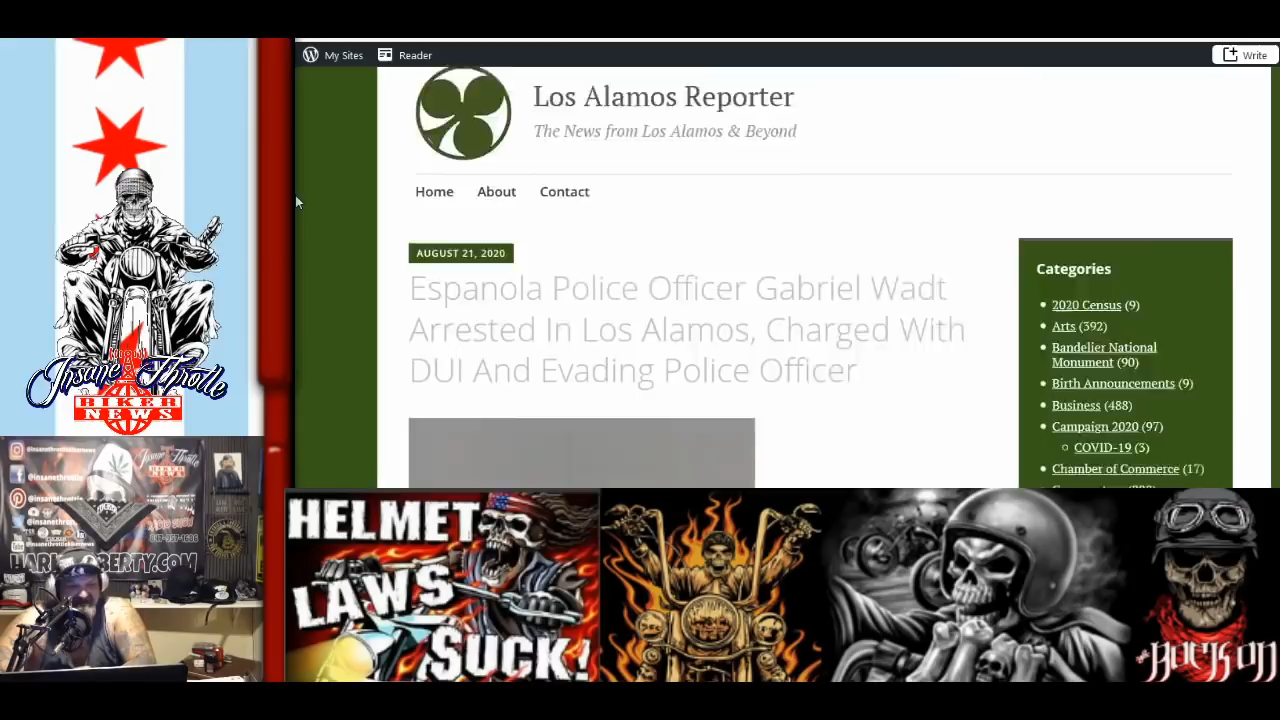 My Sites
Reader
Write
Los Alamos Reporter
The News from Los Alamos & Beyond
Home
About
Contact
AUGUST 21, 2020
Espanola Police Officer Gabriel Wadt
Arrested In Los Alamos, Charged With
DUI And Evading Police Officer
Categories
2020 Census (9)
Arts (392)
Bandelier National
Monument (90)
Birth Announcements (9)
Business (488)
Campaign 2020 (97)
COVID-19 (3)
Chamber of Commerce (17)
Insane Throttle
BIKER
NEWS
@insanethrottlebikernews
HELMET
LAWS
SUCK!